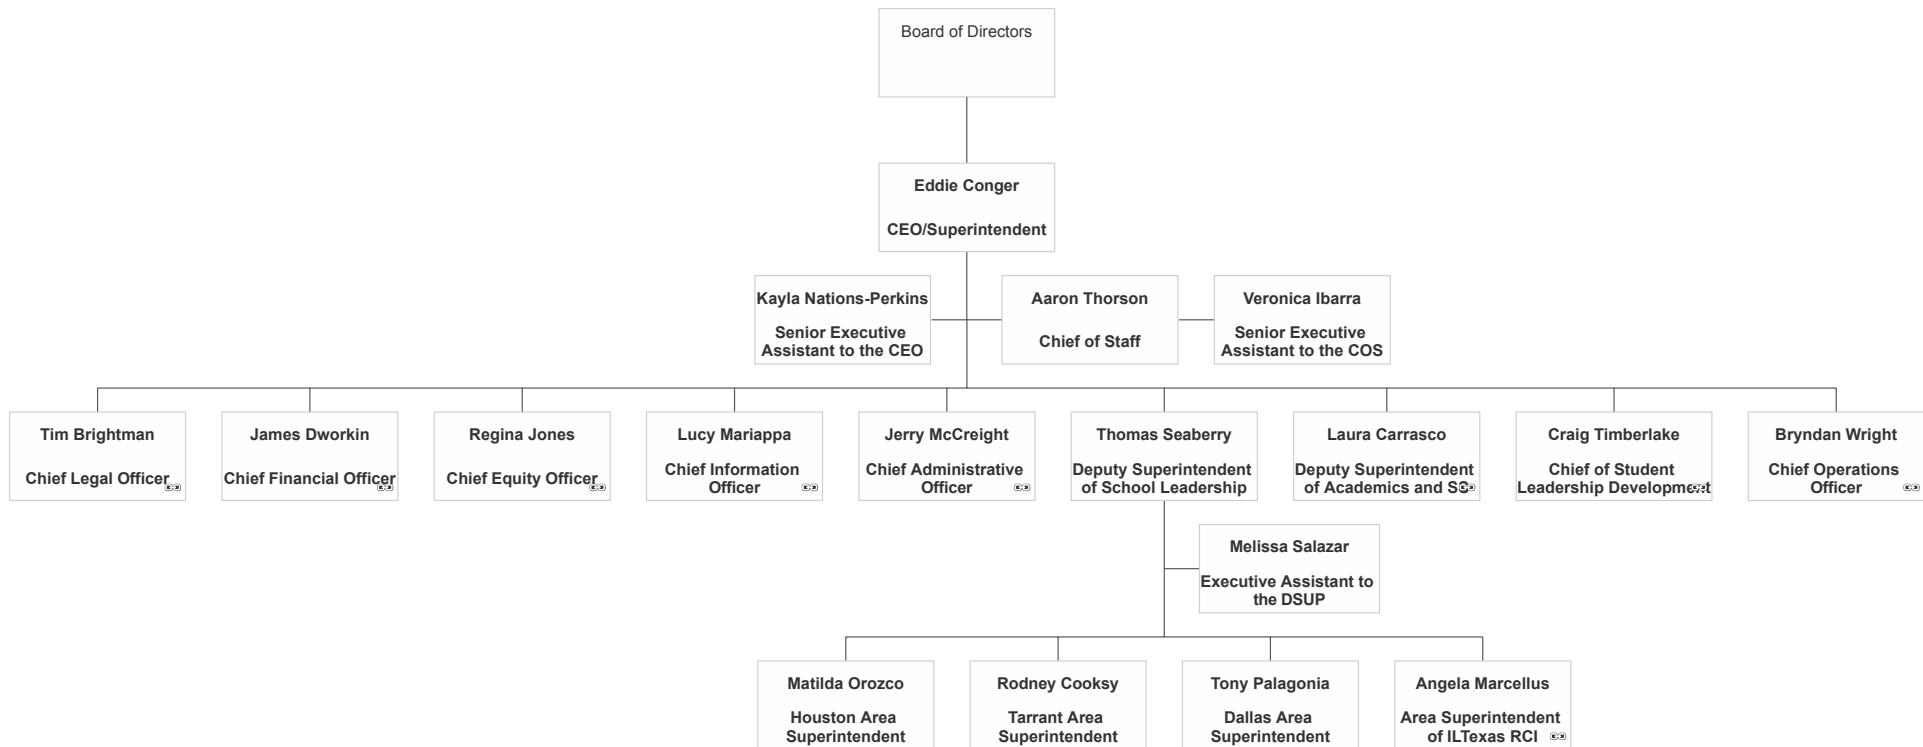 Board of Directors
Eddie Conger
CEO/Superintendent
Kayla Nations-Perkins
Senior Executive
Assistant to the CEO
Aaron Thorson
Chief of Staff
Veronica Ibarra
Senior Executive
Assistant to the COS
Tim Brightman
Chief Legal Officer
James Dworkin
Chief Financial Officer
Regina Jones
Chief Equity Officer
Lucy Mariappa
Chief Information
Officer
Jerry McCreight
Chief Administrative
Officer
Thomas Seaberry
Deputy Superintendent
of School Leadership
Laura Carrasco
Deputy Superintendent
of Academics and SC
Craig Timberlake
Chief of Student
Leadership Development
Bryndan Wright
Chief Operations
Officer
Melissa Salazar
Executive Assistant to
the DSUP
Matilda Orozco
Houston Area
Superintendent
Rodney Cooksy
Tarrant Area
Superintendent
Tony Palagonia
Dallas Area
Superintendent
Angela Marcellus
Area Superintendent
of ILTexas RCI